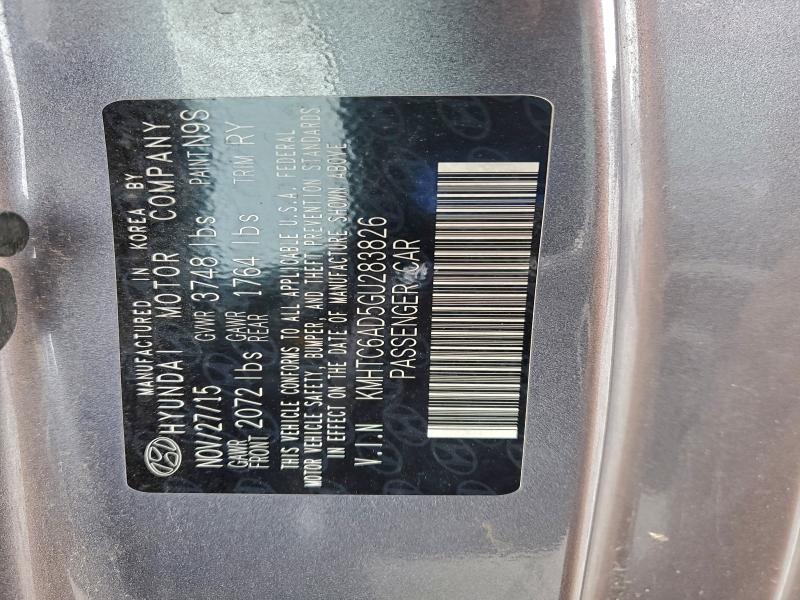 MANUFACTURED IN KOREA BY
HYUNDAI MOTOR COMPANY
NOV/27/15 GVWR 3748 lbs PAINT N9S
GAWR FRONT 2072 lbs GAWR REAR 1764 lbs TRIM RY
THIS VEHICLE CONFORMS TO ALL APPLICABLE U.S.A. FEDERAL
MOTOR VEHICLE SAFETY, BUMPER, AND THEFT PREVENTION STANDARDS
IN EFFECT ON THE DATE OF MANUFACTURE SHOWN ABOVE
V.I.N KMHTC6AD5GU283826
PASSENGER CAR